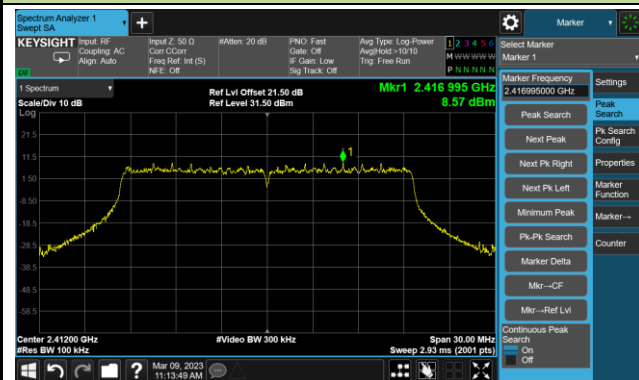 Spectrum Analyzer 1
Swept SA
Marker
KEYSIGHT
Input: RF
Coupling: AC
Align: Auto
Input Z: 50 Ω
Corr CCorr
Freq Ref: Int (S)
NFE: Off
#Atten: 20 dB
PNO: Fast
Gate: Off
IF Gain: Low
Sig Track: Off
Avg Type: Log-Power
Avg|Hold:>10/10
Trig: Free Run
1 2 3 4 5 6
M W W W W W
P N N N N N
LV
Select Marker
Marker 1
1 Spectrum
Scale/Div 10 dB
Log
Ref Lvl Offset 21.50 dB
Ref Level 31.50 dBm
Mkr1 2.416 995 GHz
8.57 dBm
21.5
11.5
1.50
-8.50
-18.5
-28.5
-38.5
-48.5
-58.5
1
Center 2.41200 GHz
#Res BW 100 kHz
#Video BW 300 kHz
Span 30.00 MHz
Sweep 2.93 ms (2001 pts)
Marker Frequency
2.416995000 GHz
Peak Search
Next Peak
Next Pk Right
Next Pk Left
Minimum Peak
Pk-Pk Search
Marker Delta
Mkr→CF
Mkr→Ref Lvl
Continuous Peak
Search
On
Off
Settings
Peak
Search
Pk Search
Config
Properties
Marker
Function
Marker→
Counter
Mar 09, 2023
11:13:49 AM